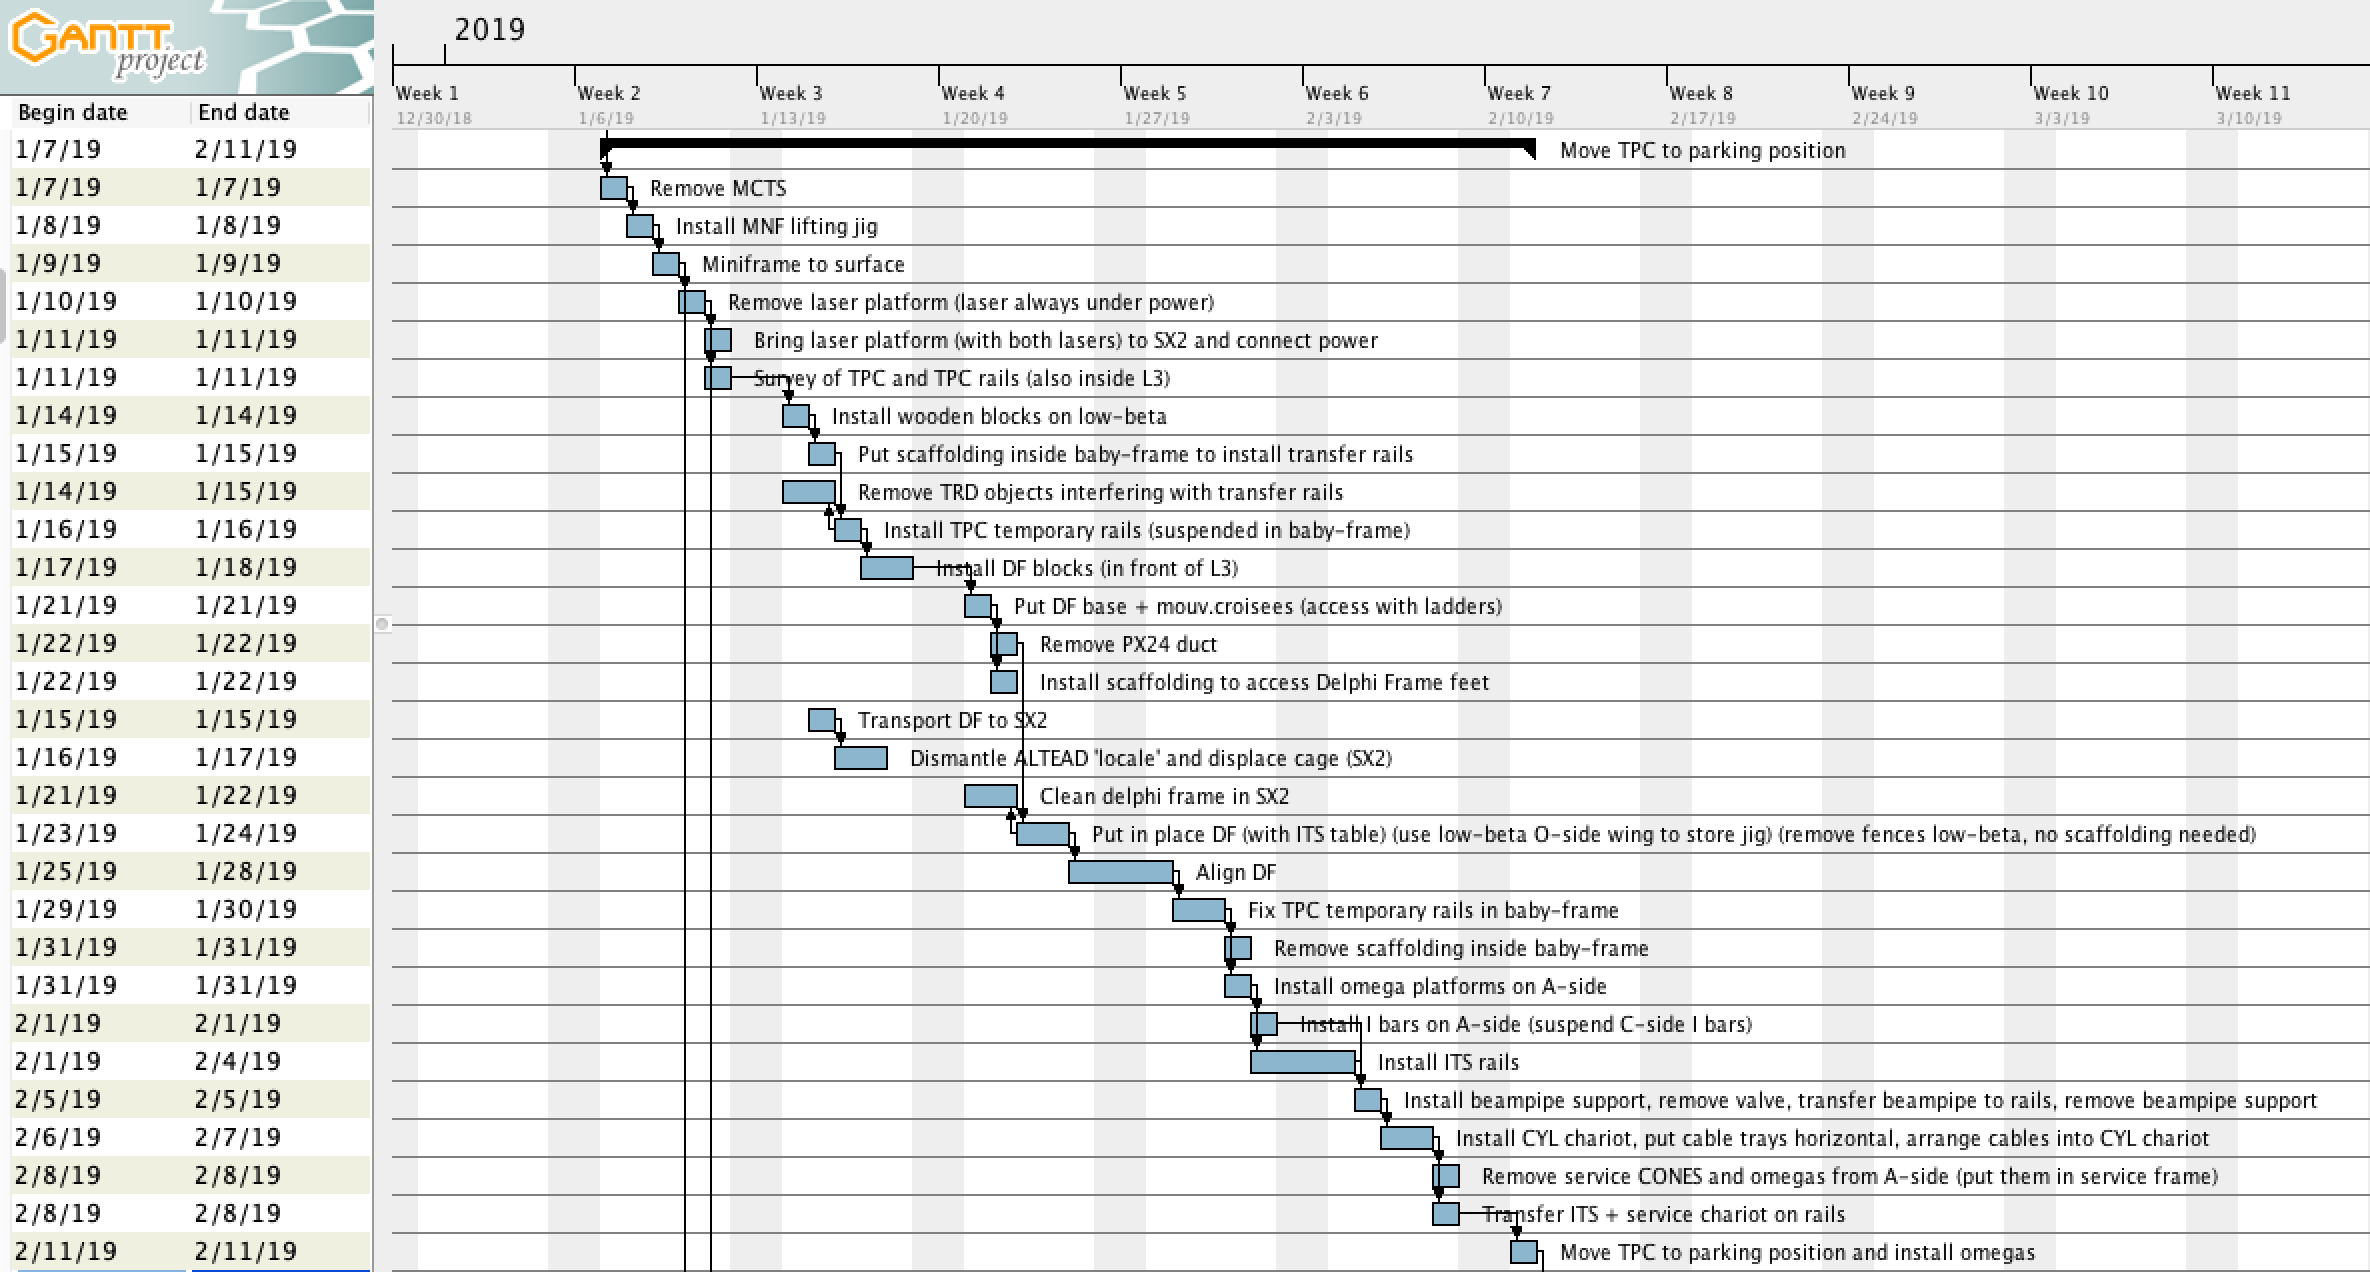 GANTT
project
2019
Week 1 Week 2 Week 3 Week 4 Week 5 Week 6 Week 7 Week 8 Week 9 Week 10 Week 11
Begin date End date 12/30/18 1/6/19 1/13/19 1/20/19 1/27/19 2/3/19 2/10/19 2/17/19 2/24/19 3/3/19 3/10/19
1/7/19 2/11/19 Move TPC to parking position
1/7/19 1/7/19 Remove MCTS
1/8/19 1/8/19 Install MNF lifting jig
1/9/19 1/9/19 Miniframe to surface
1/10/19 1/10/19 Remove laser platform (laser always under power)
1/11/19 1/11/19 Bring laser platform (with both lasers) to SX2 and connect power
1/11/19 1/11/19 Survey of TPC and TPC rails (also inside L3)
1/14/19 1/14/19 Install wooden blocks on low-beta
1/15/19 1/15/19 Put scaffolding inside baby-frame to install transfer rails
1/14/19 1/15/19 Remove TRD objects interfering with transfer rails
1/16/19 1/16/19 Install TPC temporary rails (suspended in baby-frame)
1/17/19 1/18/19 Install DF blocks (in front of L3)
1/21/19 1/21/19 Put DF base + mouv.croisees (access with ladders)
1/22/19 1/22/19 Remove PX24 duct
1/22/19 1/22/19 Install scaffolding to access Delphi Frame feet
1/15/19 1/15/19 Transport DF to SX2
1/16/19 1/17/19 Dismantle ALTEAD 'locale' and displace cage (SX2)
1/21/19 1/22/19 Clean delphi frame in SX2
1/23/19 1/24/19 Put in place DF (with ITS table) (use low-beta O-side wing to store jig) (remove fences low-beta, no scaffolding needed)
1/25/19 1/28/19 Align DF
1/29/19 1/30/19 Fix TPC temporary rails in baby-frame
1/31/19 1/31/19 Remove scaffolding inside baby-frame
1/31/19 1/31/19 Install omega platforms on A-side
2/1/19 2/1/19 Install I bars on A-side (suspend C-side I bars)
2/1/19 2/4/19 Install ITS rails
2/5/19 2/5/19 Install beampipe support, remove valve, transfer beampipe to rails, remove beampipe support
2/6/19 2/7/19 Install CYL chariot, put cable trays horizontal, arrange cables into CYL chariot
2/8/19 2/8/19 Remove service CONES and omegas from A-side (put them in service frame)
2/8/19 2/8/19 Transfer ITS + service chariot on rails
2/11/19 2/11/19 Move TPC to parking position and install omegas